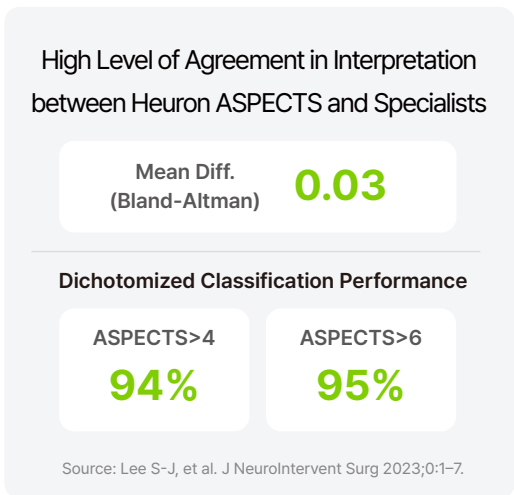 High Level of Agreement in Interpretation
between Heuron ASPECTS and Specialists
Mean Diff.
(Bland-Altman)
0.03
Dichotomized Classification Performance
ASPECTS>4
94%
ASPECTS>6
95%
Source: Lee S-J, et al. J NeuroIntervent Surg 2023;0:1–7.